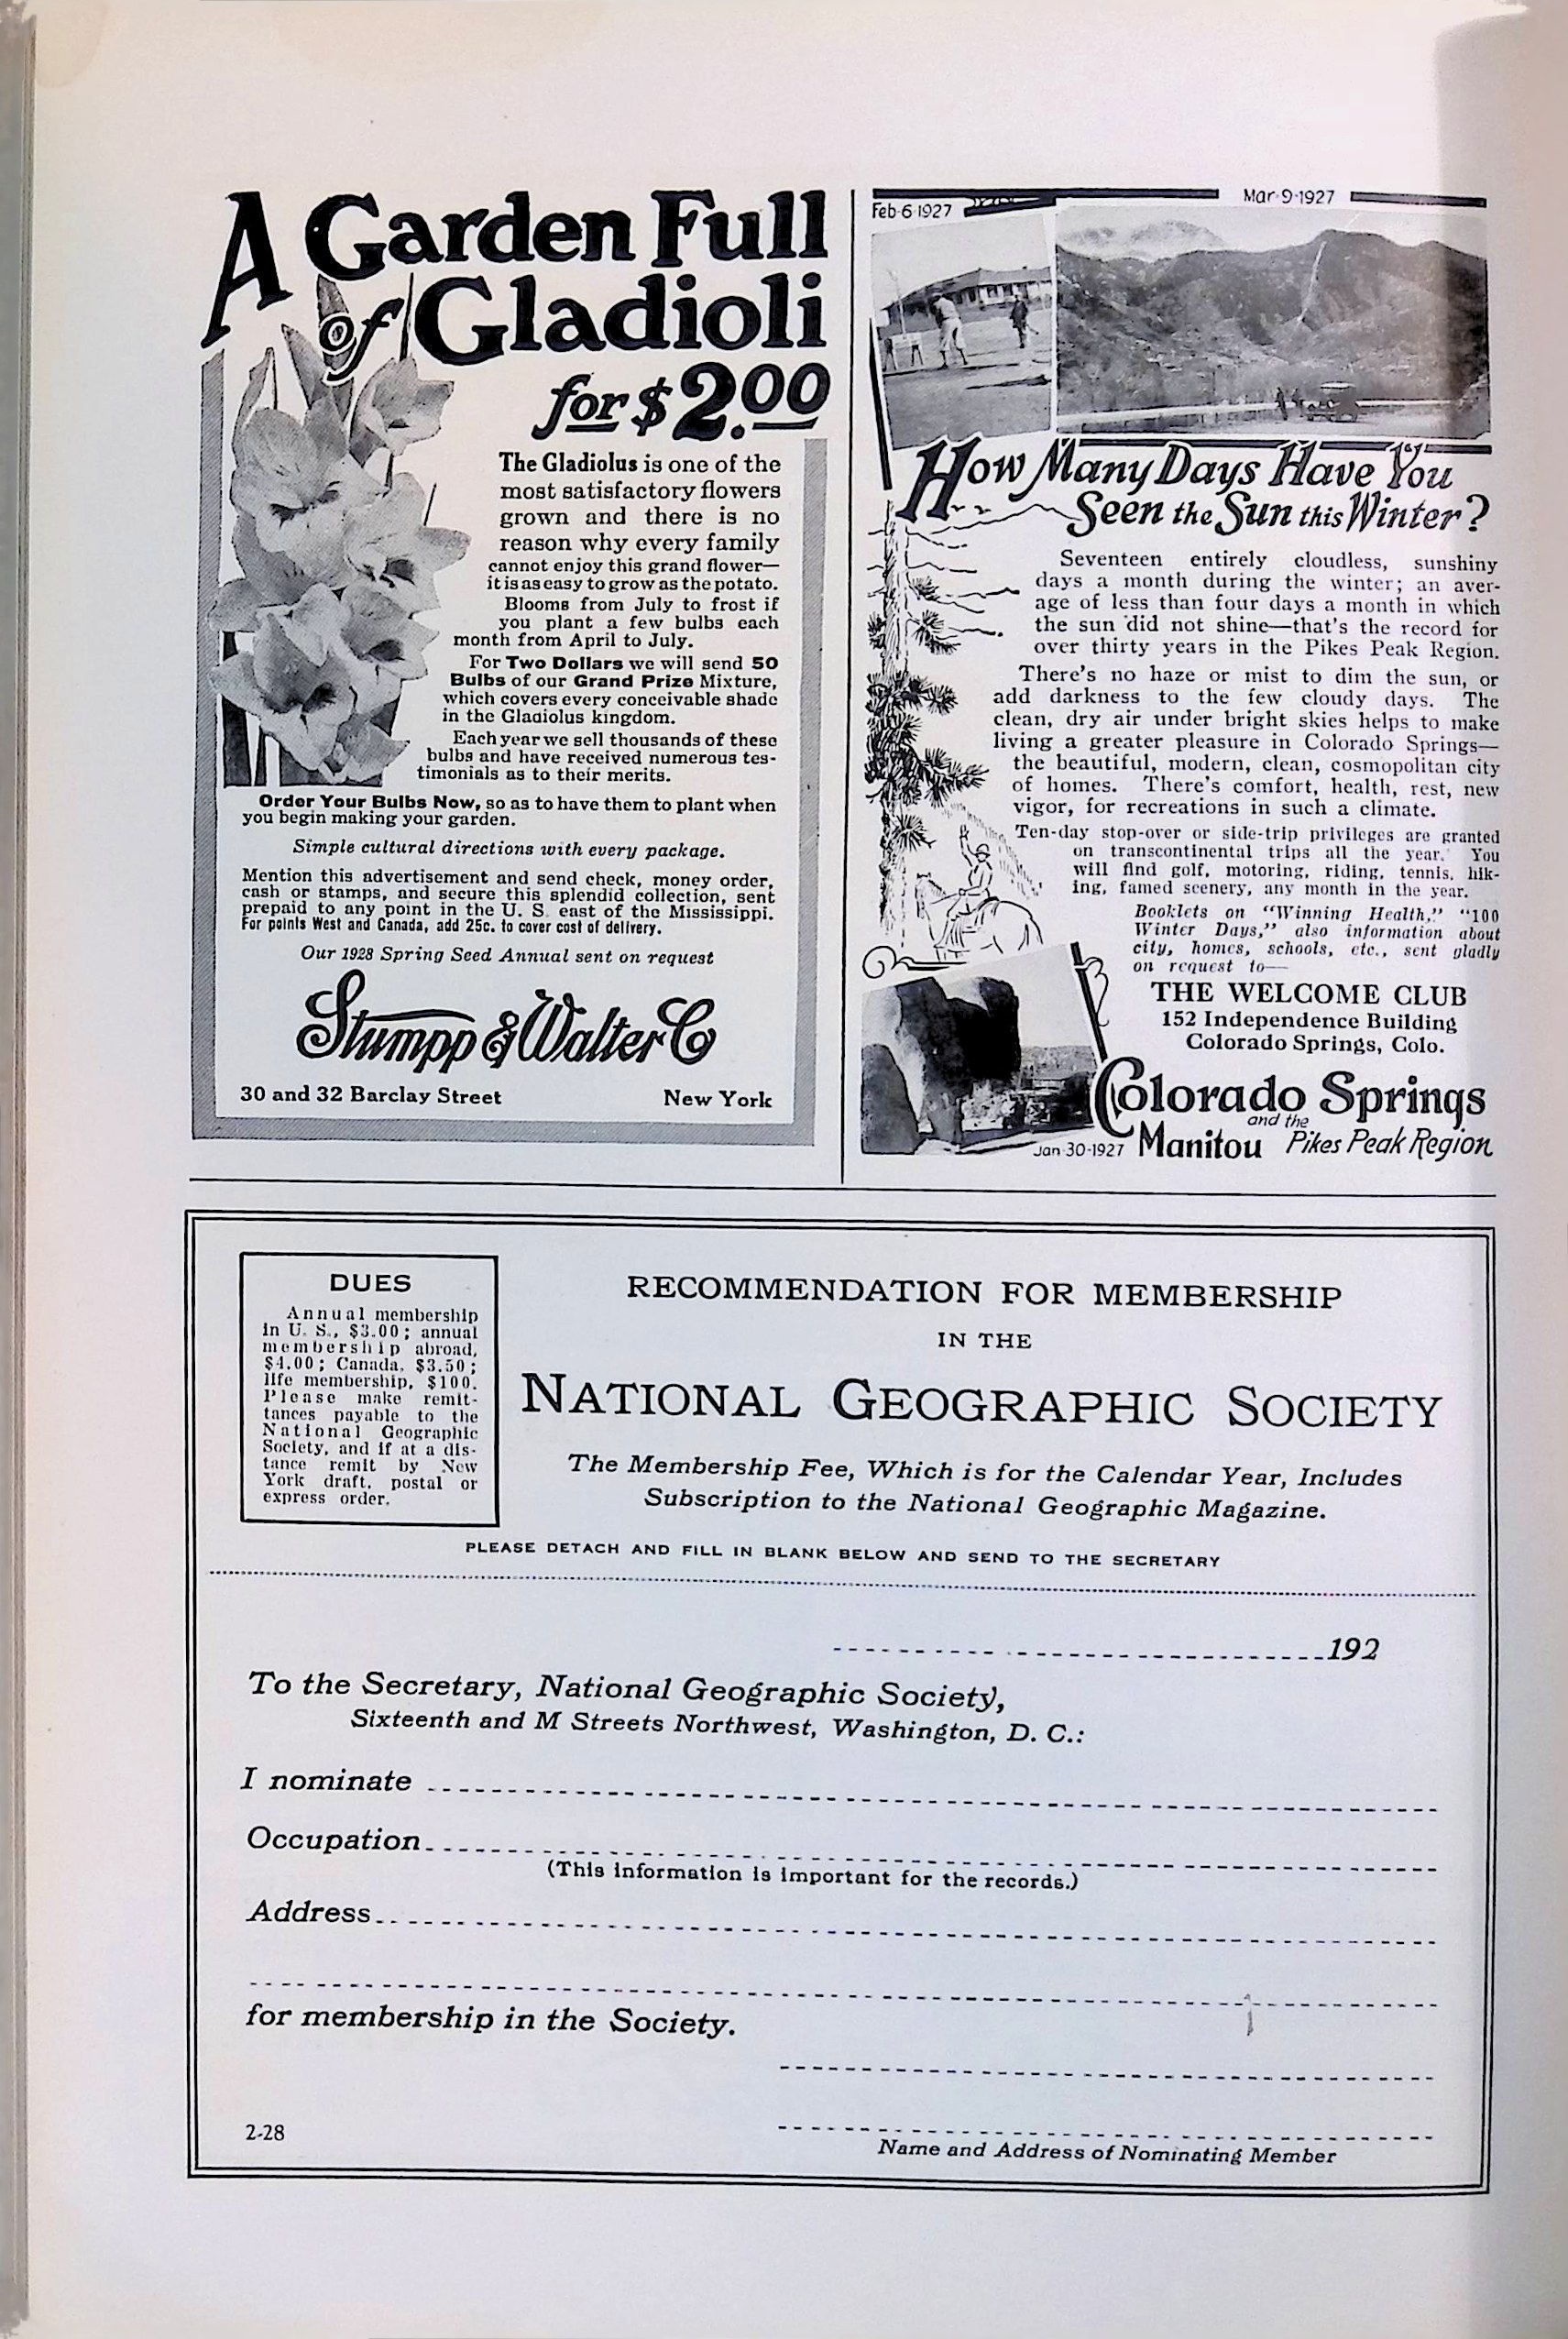 A Garden Full
of Gladioli
for $2.00
The Gladiolus is one of the
most satisfactory flowers
grown and there is no
reason why every family
cannot enjoy this grand flower—
it is as easy to grow as the potato.
Blooms from July to frost if
you plant a few bulbs each
month from April to July.
For Two Dollars we will send 50
Bulbs of our Grand Prize Mixture,
which covers every conceivable shade
in the Gladiolus kingdom.
Each year we sell thousands of these
bulbs and have received numerous tes-
timonials as to their merits.
Order Your Bulbs Now, so as to have them to plant when
you begin making your garden.
Simple cultural directions with every package.
Mention this advertisement and send check, money order,
cash or stamps, and secure this splendid collection, sent
prepaid to any point in the U. S. east of the Mississippi.
For points West and Canada, add 25c. to cover cost of delivery.
Our 1928 Spring Seed Annual sent on request
Stumpp & Walter Co
30 and 32 Barclay Street New York
Feb-6-1927
Mar-9-1927
How Many Days Have You
Seen the Sun this Winter?
Seventeen entirely cloudless, sunshiny
days a month during the winter; an aver-
age of less than four days a month in which
the sun did not shine—that's the record for
over thirty years in the Pikes Peak Region.
There's no haze or mist to dim the sun, or
add darkness to the few cloudy days. The
clean, dry air under bright skies helps to make
living a greater pleasure in Colorado Springs—
the beautiful, modern, clean, cosmopolitan city
of homes. There's comfort, health, rest, new
vigor, for recreations in such a climate.
Ten-day stop-over or side-trip privileges are granted
on transcontinental trips all the year. You
will find golf, motoring, riding, tennis, hik-
ing, famed scenery, any month in the year.
Booklets on "Winning Health," "100
Winter Days," also information about
city, homes, schools, etc., sent gladly
on request to—
THE WELCOME CLUB
152 Independence Building
Colorado Springs, Colo.
Colorado Springs
and the
Manitou Pikes Peak Region
Jan-30-1927
DUES
Annual membership
in U. S., $3.00; annual
membership abroad,
$4.00; Canada, $3.50;
life membership, $100.
Please make remit-
tances payable to the
National Geographic
Society, and if at a dis-
tance remit by New
York draft, postal or
express order.
RECOMMENDATION FOR MEMBERSHIP
IN THE
NATIONAL GEOGRAPHIC SOCIETY
The Membership Fee, Which is for the Calendar Year, Includes
Subscription to the National Geographic Magazine.
PLEASE DETACH AND FILL IN BLANK BELOW AND SEND TO THE SECRETARY
192
To the Secretary, National Geographic Society,
Sixteenth and M Streets Northwest, Washington, D. C.:
I nominate
Occupation
(This information is important for the records.)
Address
for membership in the Society.
2-28
Name and Address of Nominating Member